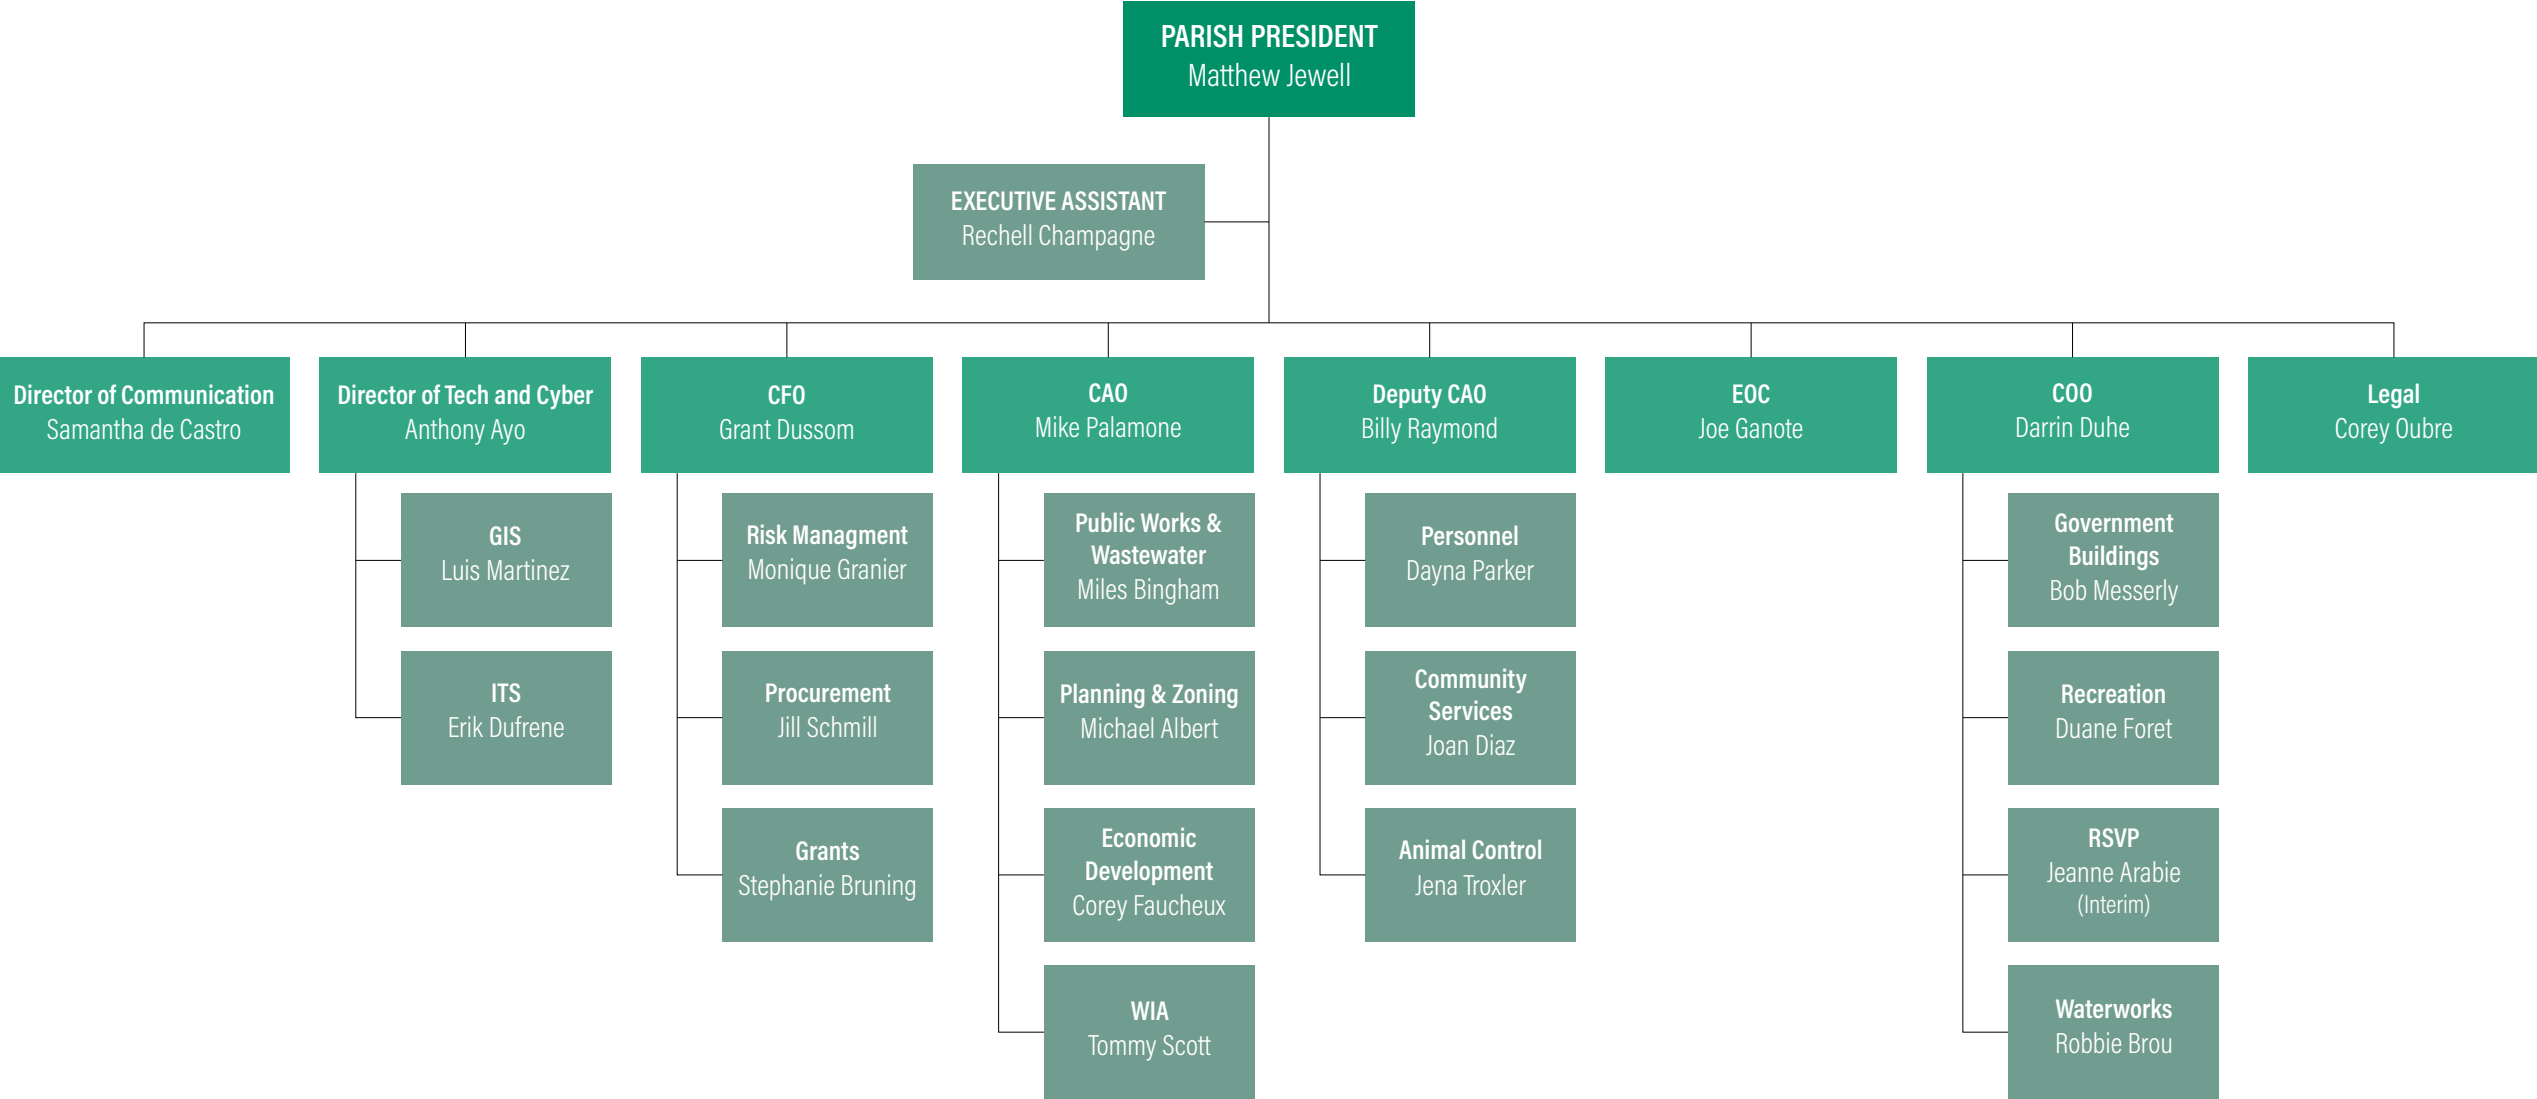 PARISH PRESIDENT
Matthew Jewell
EXECUTIVE ASSISTANT
Rechell Champagne
Director of Communication
Samantha de Castro
Director of Tech and Cyber
Anthony Ayo
CFO
Grant Dussom
CAO
Mike Palamone
Deputy CAO
Billy Raymond
EOC
Joe Ganote
COO
Darrin Duhe
Legal
Corey Oubre
GIS
Luis Martinez
ITS
Erik Dufrene
Risk Managment
Monique Granier
Procurement
Jill Schmill
Grants
Stephanie Bruning
Public Works &
Wastewater
Miles Bingham
Planning & Zoning
Michael Albert
Economic
Development
Corey Faucheux
WIA
Tommy Scott
Personnel
Dayna Parker
Community
Services
Joan Diaz
Animal Control
Jena Troxler
Government
Buildings
Bob Messerly
Recreation
Duane Foret
RSVP
Jeanne Arabie
(Interim)
Waterworks
Robbie Brou